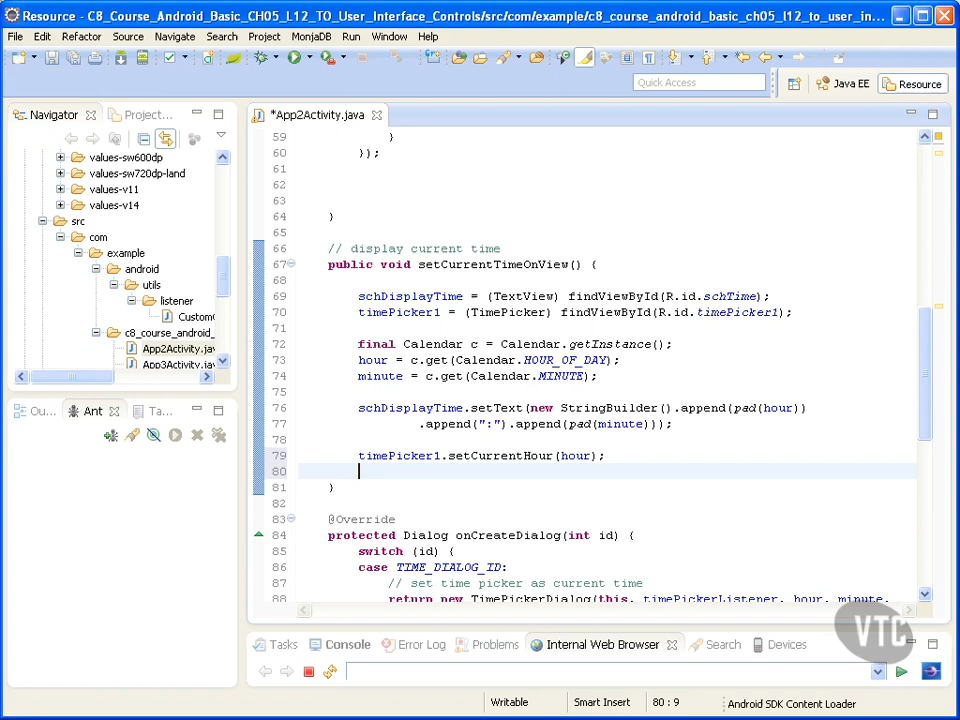 Resource - C8_Course_Android_Basic_CH05_L12_TO_User_Interface_Controls/src/com/example/c8_course_android_basic_ch05_l12_to_user_in...
File Edit Refactor Source Navigate Search Project MonjaDB Run Window Help
Quick Access
Java EE
Resource
Navigator
Project...
*App2Activity.java
values-sw600dp
values-sw720dp-land
values-v11
values-v14
src
com
example
android
utils
listener
Custom
c8_course_android_
App2Activity.jav
App3Activity.jav
Ou...
Ant
Ta...
59 }
60 });
61
62
63
64 }
65
66 // display current time
67 public void setCurrentTimeOnView() {
68
69 schDisplayTime = (TextView) findViewById(R.id.schTime);
70 timePicker1 = (TimePicker) findViewById(R.id.timePicker1);
71
72 final Calendar c = Calendar.getInstance();
73 hour = c.get(Calendar.HOUR_OF_DAY);
74 minute = c.get(Calendar.MINUTE);
75
76 schDisplayTime.setText(new StringBuilder().append(pad(hour))
77 .append(":").append(pad(minute)));
78
79 timePicker1.setCurrentHour(hour);
80
81 }
82
83 @Override
84 protected Dialog onCreateDialog(int id) {
85 switch (id) {
86 case TIME_DIALOG_ID:
87 // set time picker as current time
88 return new TimePickerDialog(this, timePickerListener, hour, minute,
VTC
Tasks
Console
Error Log
Problems
Internal Web Browser
Search
Devices
Writable
Smart Insert
80 : 9
Android SDK Content Loader